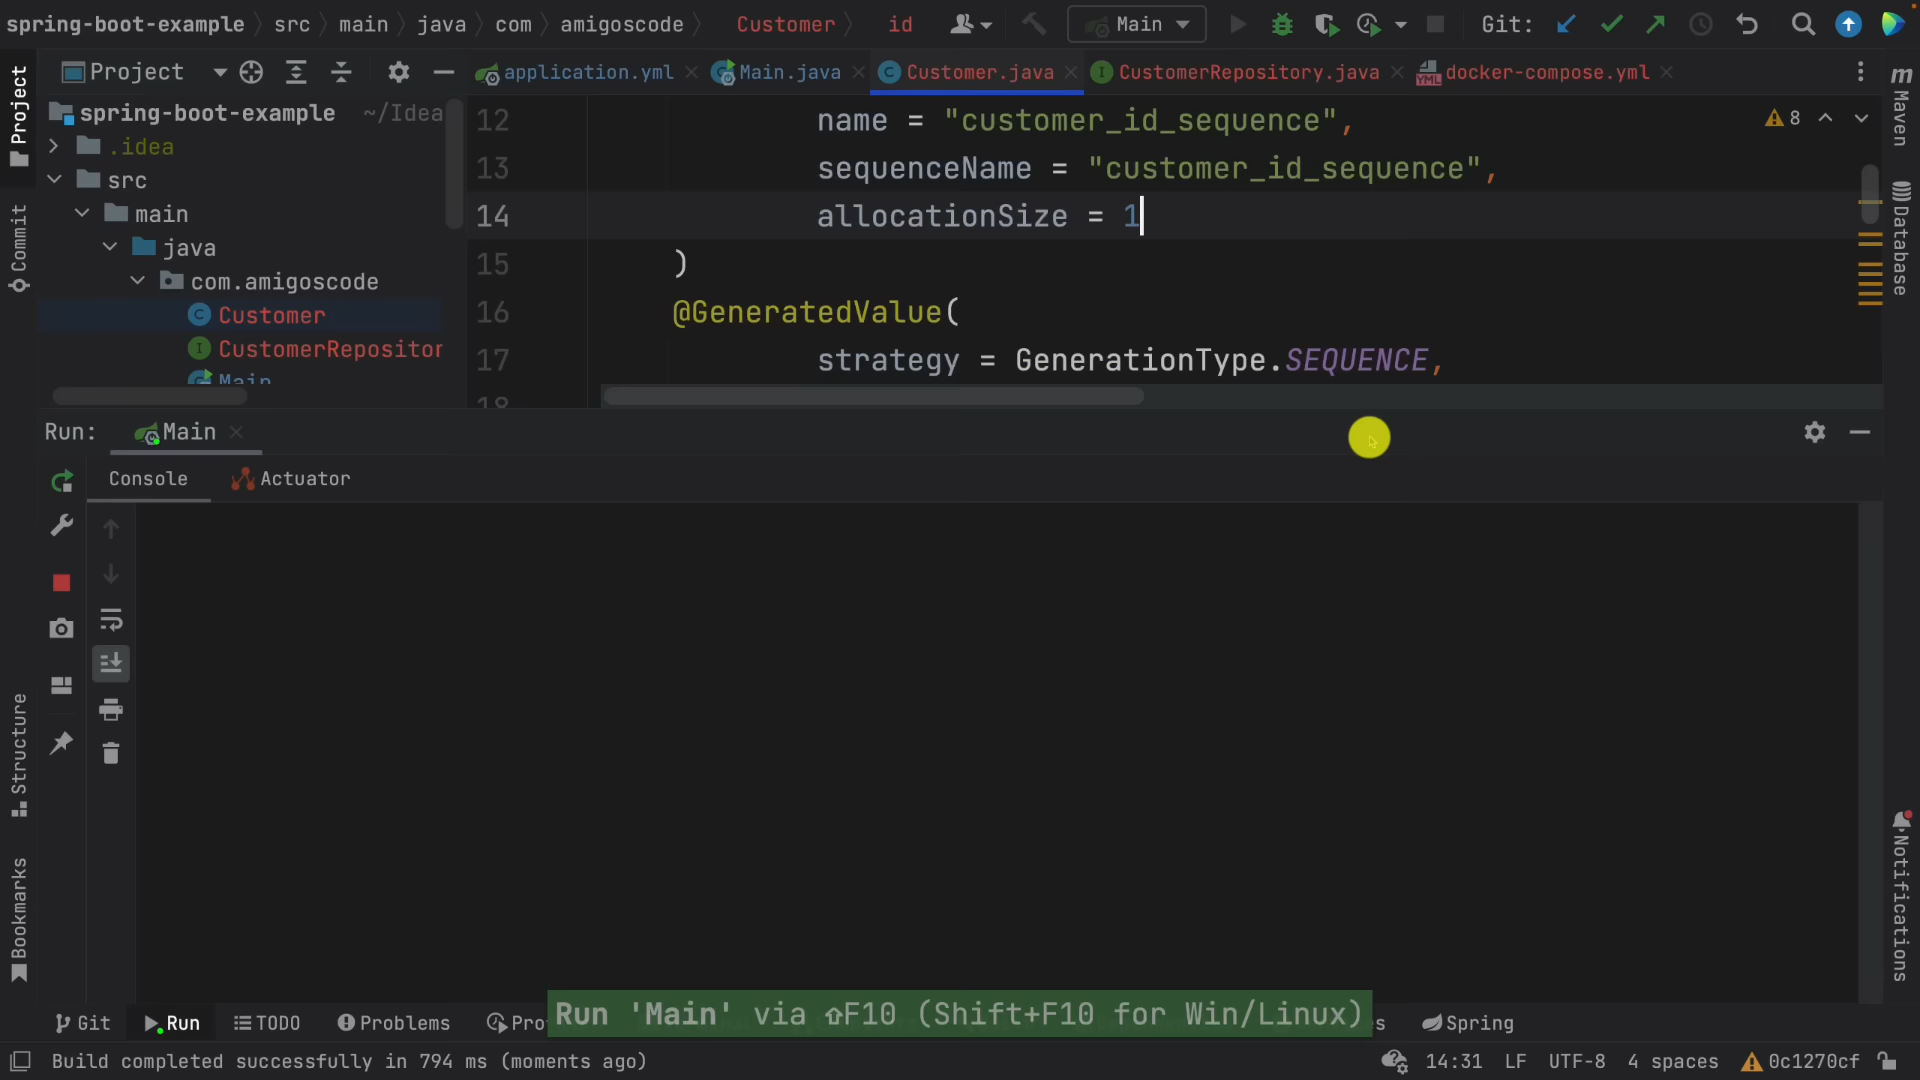 spring-boot-example src main java com amigoscode Customer id Main Git:
Project
application.yml Main.java Customer.java CustomerRepository.java docker-compose.yml
spring-boot-example ~/Idea
.idea
src
main
java
com.amigoscode
Customer
CustomerRepositor
Main
12 name = "customer_id_sequence",
13 sequenceName = "customer_id_sequence",
14 allocationSize = 1
15 )
16 @GeneratedValue(
17 strategy = GenerationType.SEQUENCE,
18
8
Run: Main
Console Actuator
Project
Commit
Structure
Bookmarks
m
Maven
Database
Notifications
Git Run TODO Problems Pro
Run 'Main' via ⇧F10 (Shift+F10 for Win/Linux)
s Spring
Build completed successfully in 794 ms (moments ago) 14:31 LF UTF-8 4 spaces 0c1270cf